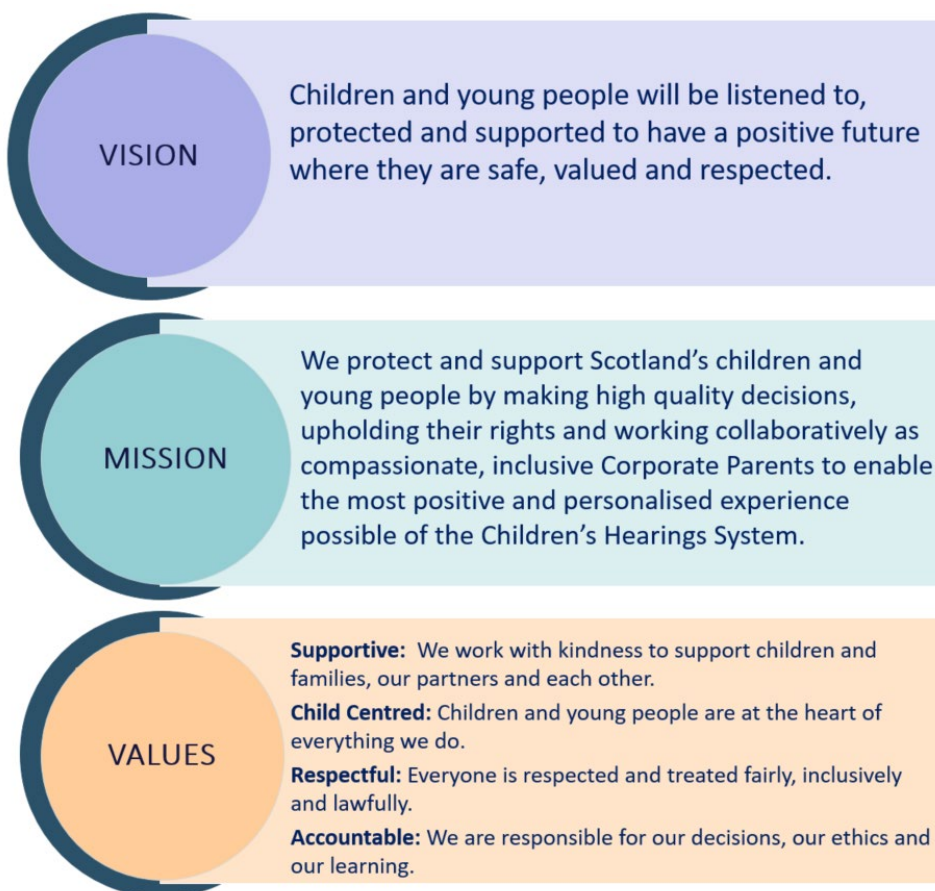 VISION
Children and young people will be listened to,
protected and supported to have a positive future
where they are safe, valued and respected.
MISSION
We protect and support Scotland’s children and
young people by making high quality decisions,
upholding their rights and working collaboratively as
compassionate, inclusive Corporate Parents to enable
the most positive and personalised experience
possible of the Children’s Hearings System.
VALUES
Supportive:  We work with kindness to support children and
families, our partners and each other.
Child Centred: Children and young people are at the heart of
everything we do.
Respectful: Everyone is respected and treated fairly, inclusively
and lawfully.
Accountable: We are responsible for our decisions, our ethics and
our learning.